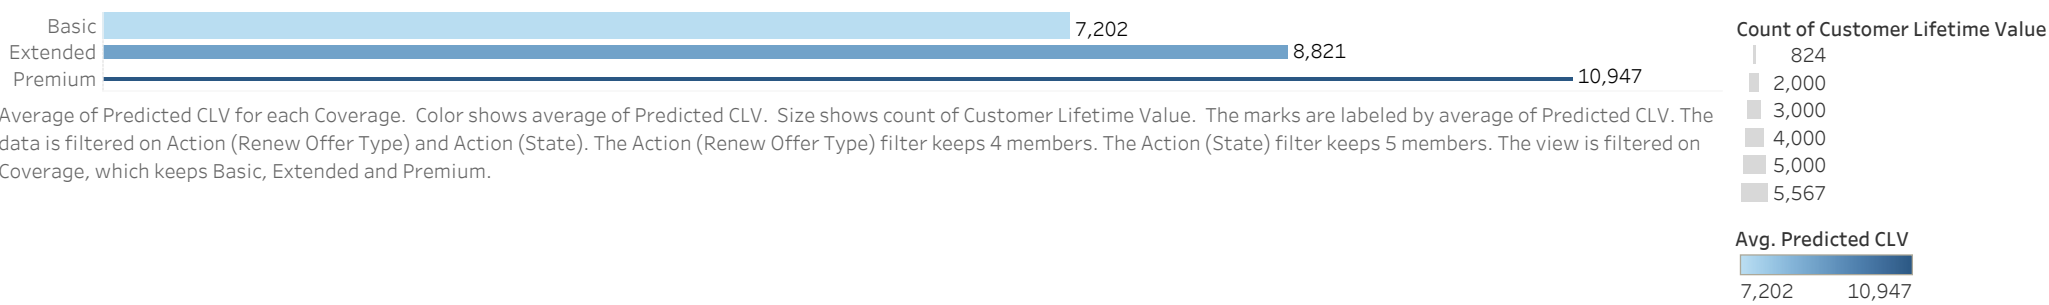 Basic 7,202
Extended 8,821
Premium 10,947
Average of Predicted CLV for each Coverage. Color shows average of Predicted CLV. Size shows count of Customer Lifetime Value. The marks are labeled by average of Predicted CLV. The
data is filtered on Action (Renew Offer Type) and Action (State). The Action (Renew Offer Type) filter keeps 4 members. The Action (State) filter keeps 5 members. The view is filtered on
Coverage, which keeps Basic, Extended and Premium.
Count of Customer Lifetime Value
824
2,000
3,000
4,000
5,000
5,567
Avg. Predicted CLV
7,202 10,947